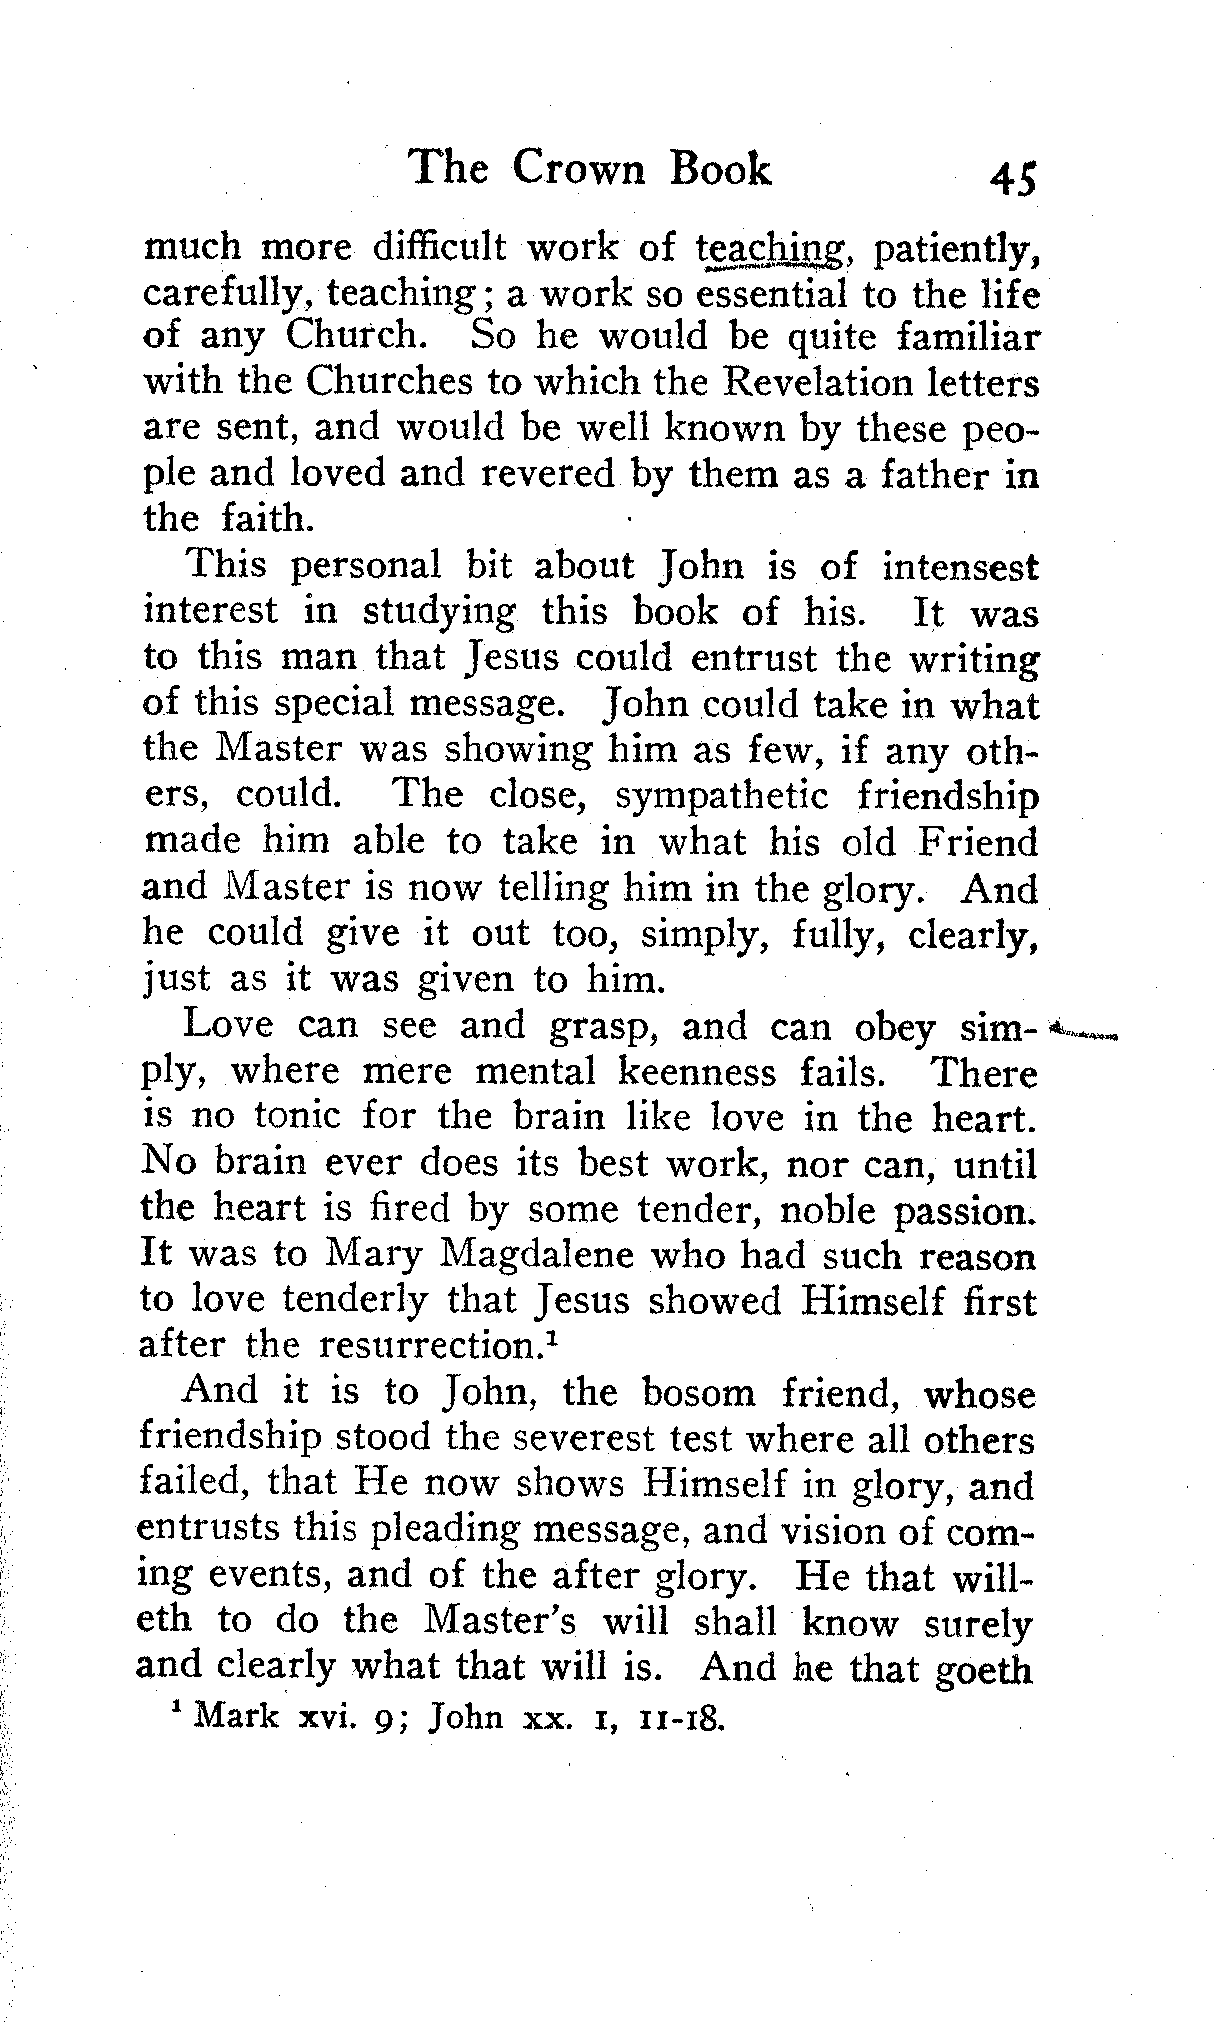 The Crown Book 45
much more difficult work of teaching, patiently,
carefully, teaching; a work so essential to the life
of any Church. So he would be quite familiar
with the Churches to which the Revelation letters
are sent, and would be well known by these peo-
ple and loved and revered by them as a father in
the faith.
This personal bit about John is of intensest
interest in studying this book of his. It was
to this man that Jesus could entrust the writing
of this special message. John could take in what
the Master was showing him as few, if any oth-
ers, could. The close, sympathetic friendship
made him able to take in what his old Friend
and Master is now telling him in the glory. And
he could give it out too, simply, fully, clearly,
just as it was given to him.
Love can see and grasp, and can obey sim-
ply, where mere mental keenness fails. There
is no tonic for the brain like love in the heart.
No brain ever does its best work, nor can, until
the heart is fired by some tender, noble passion.
It was to Mary Magdalene who had such reason
to love tenderly that Jesus showed Himself first
after the resurrection.¹
And it is to John, the bosom friend, whose
friendship stood the severest test where all others
failed, that He now shows Himself in glory, and
entrusts this pleading message, and vision of com-
ing events, and of the after glory. He that will-
eth to do the Master's will shall know surely
and clearly what that will is. And he that goeth
¹ Mark xvi. 9; John xx. 1, 11-18.